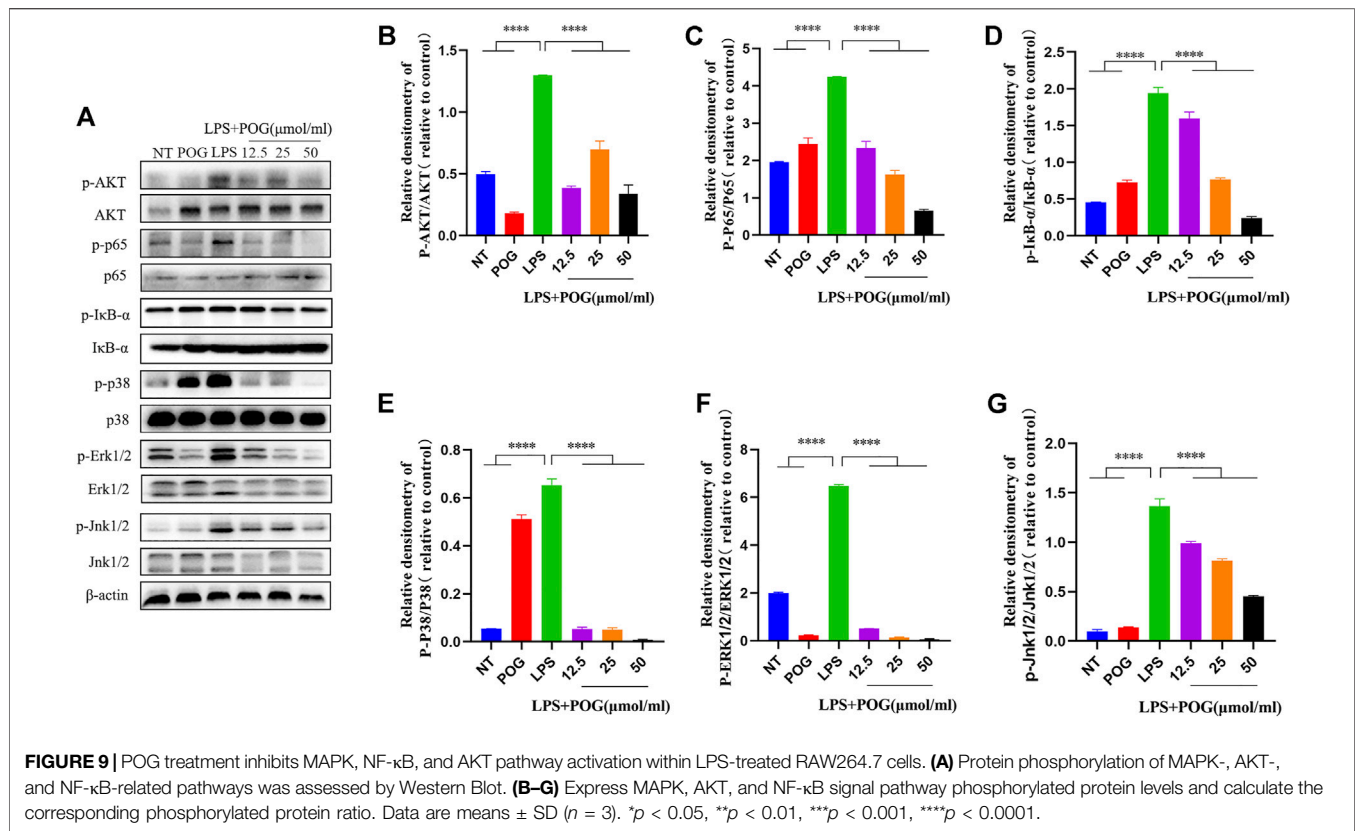 A
LPS+POG(μmol/ml)
NT POG LPS 12.5 25 50
p-AKT
AKT
p-p65
p65
p-IκB-α
IκB-α
p-p38
p38
p-Erk1/2
Erk1/2
p-Jnk1/2
Jnk1/2
β-actin
B
Relative densitometry of
P-AKT/AKT( relative to control)
**** ****
1.5
1.0
0.5
0.0
NT POG LPS 12.5 25 50
LPS+POG(μmol/ml)
C
Relative densitometry of
P-P65/P65( relative to control)
**** ****
6
4
2
0
NT POG LPS 12.5 25 50
LPS+POG(μmol/ml)
D
Relative densitometry of
p-IκB-α/IκB-α( relative to control)
**** ****
2.5
2.0
1.5
1.0
0.5
0.0
NT POG LPS 12.5 25 50
LPS+POG(μmol/ml)
E
Relative densitometry of
P-P38/P38( relative to control)
**** ****
0.8
0.6
0.4
0.2
0.0
NT POG LPS 12.5 25 50
LPS+POG(μmol/ml)
F
Relative densitometry of
P-ERK1/2/ERK1/2( relative to control)
**** ****
8
6
4
2
0
NT POG LPS 12.5 25 50
LPS+POG(μmol/ml)
G
Relative densitometry of
p-Jnk1/2/Jnk1/2( relative to control)
**** ****
2.0
1.5
1.0
0.5
0.0
NT POG LPS 12.5 25 50
LPS+POG(μmol/ml)
FIGURE 9 | POG treatment inhibits MAPK, NF-κB, and AKT pathway activation within LPS-treated RAW264.7 cells. (A) Protein phosphorylation of MAPK-, AKT-,
and NF-κB-related pathways was assessed by Western Blot. (B–G) Express MAPK, AKT, and NF-κB signal pathway phosphorylated protein levels and calculate the
corresponding phosphorylated protein ratio. Data are means ± SD (n = 3). *p < 0.05, **p < 0.01, ***p < 0.001, ****p < 0.0001.